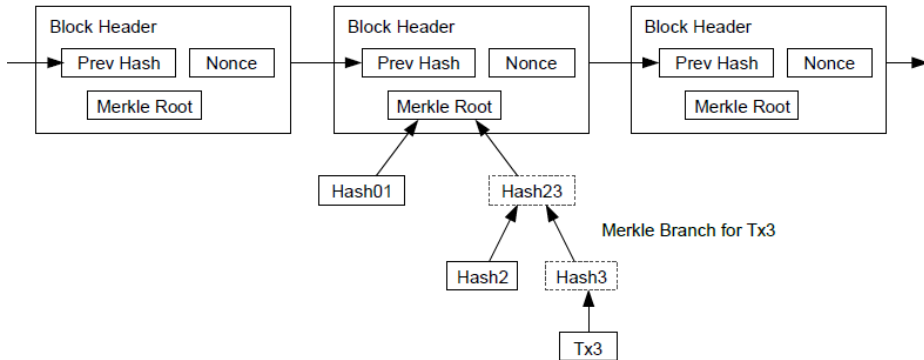 Block Header
Prev Hash
Nonce
Merkle Root
Block Header
Prev Hash
Nonce
Merkle Root
Block Header
Prev Hash
Nonce
Merkle Root
Hash01
Hash23
Merkle Branch for Tx3
Hash2
Hash3
Tx3